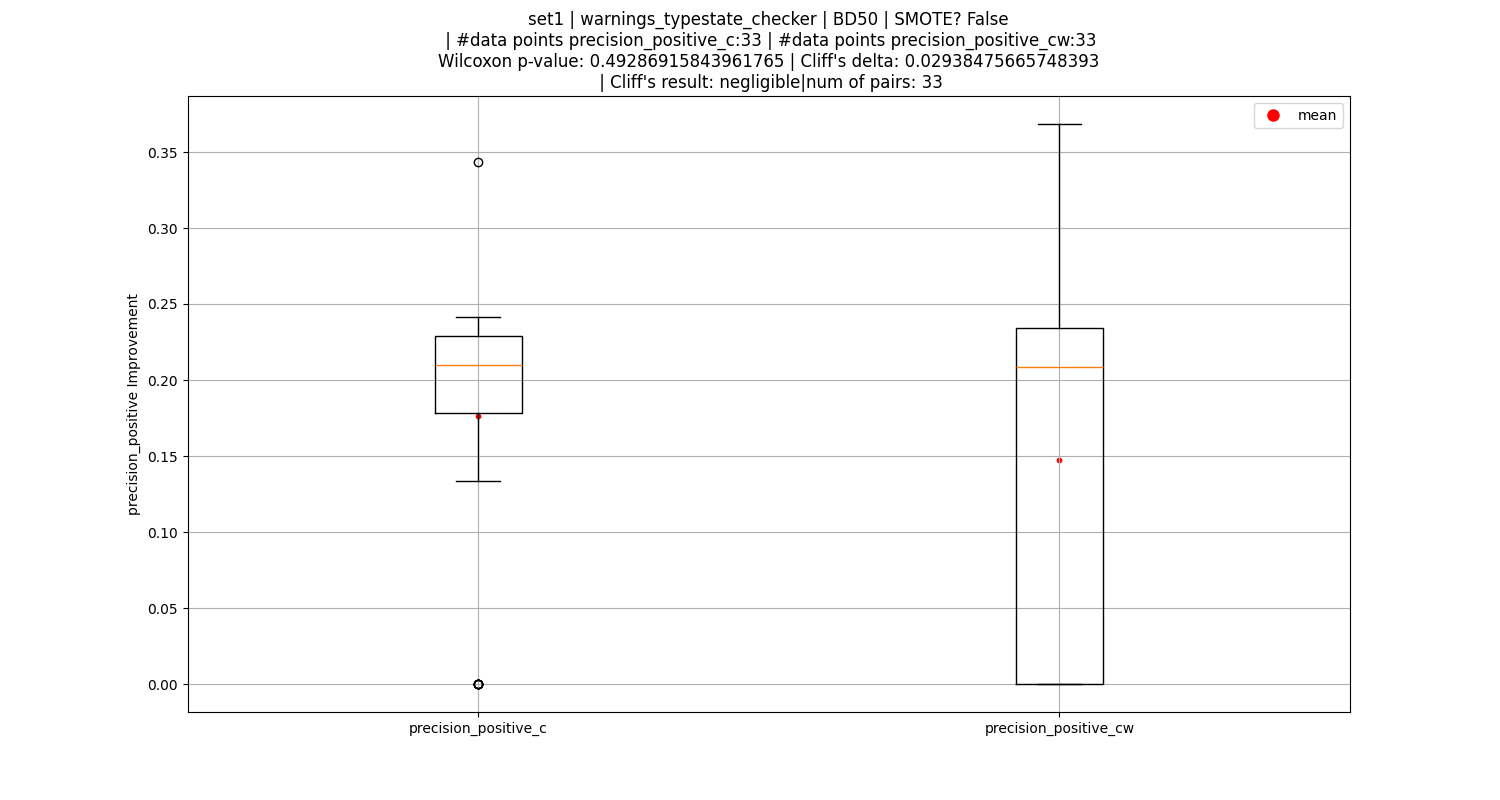 set1 | warnings_typestate_checker | BD50 | SMOTE? False
| #data points precision_positive_c:33 | #data points precision_positive_cw:33
Wilcoxon p-value: 0.49286915843961765 | Cliff's delta: 0.02938475665748393
| Cliff's result: negligible|num of pairs: 33
mean
0.35
0.30
0.25
0.20
0.15
0.10
0.05
0.00
precision_positive Improvement
precision_positive_c
precision_positive_cw